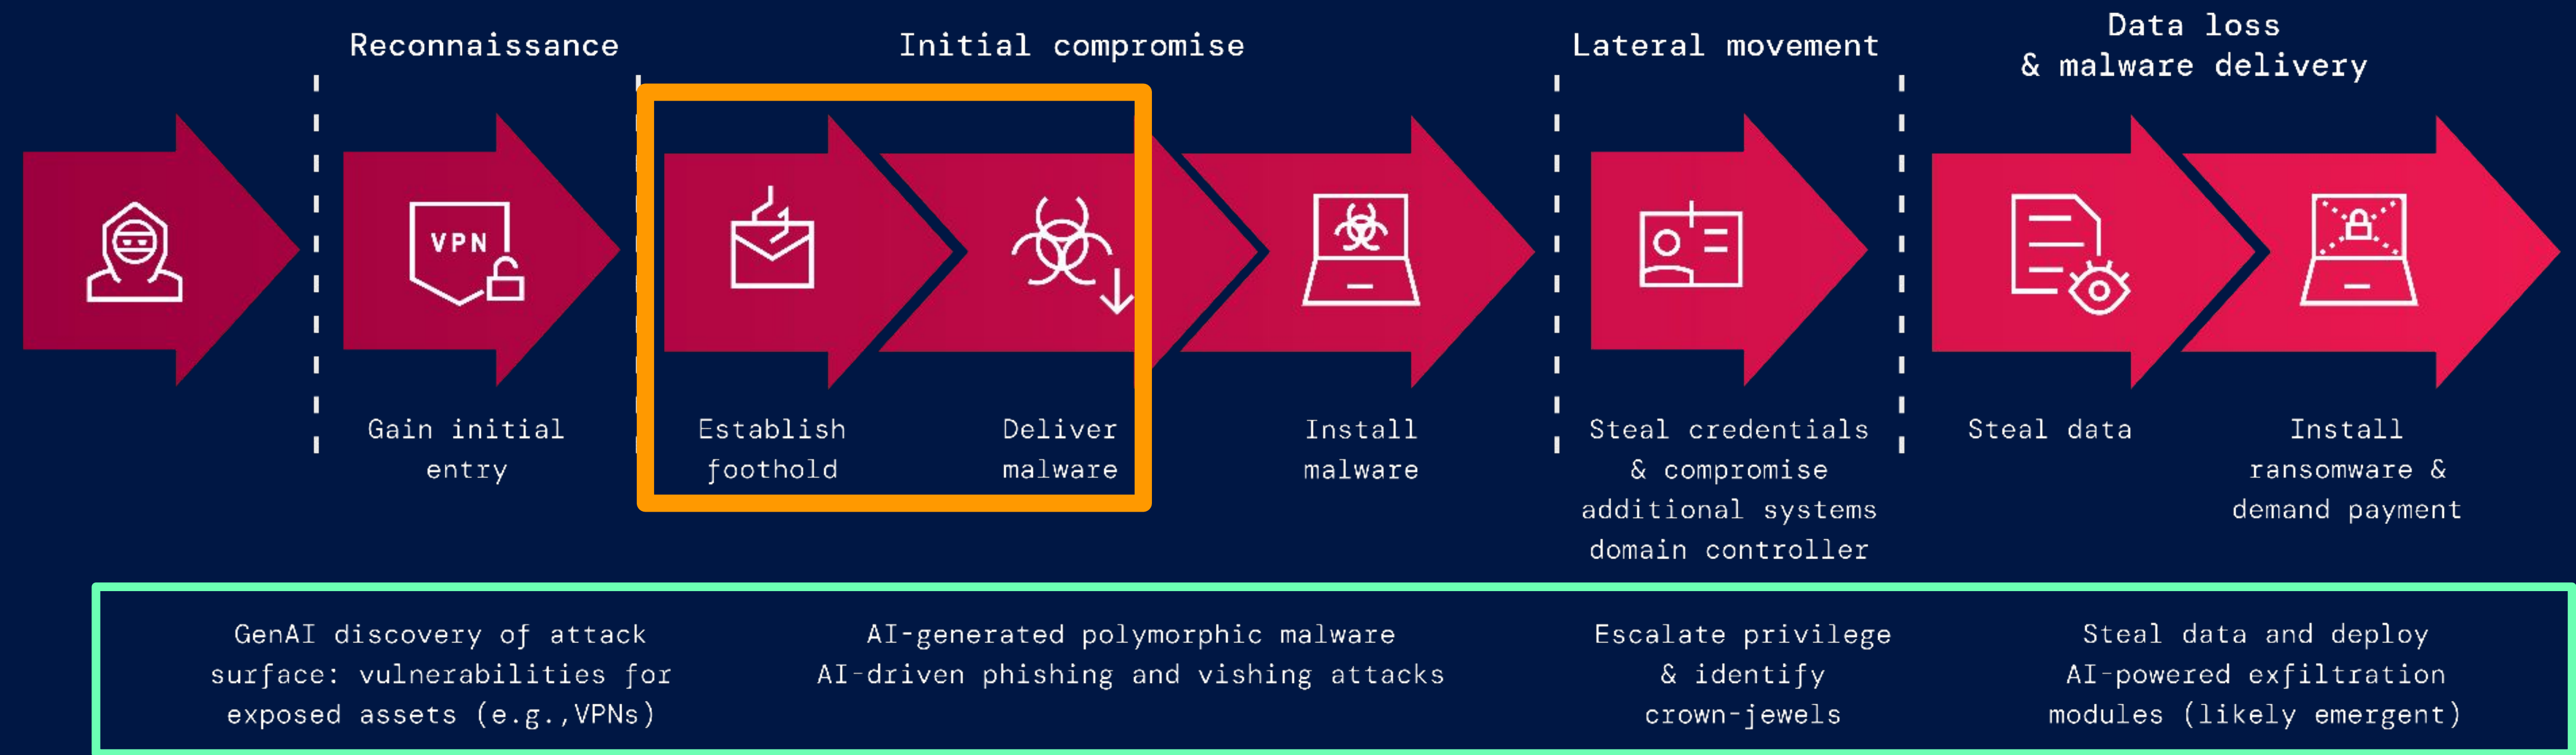 Reconnaissance
Initial compromise
Lateral movement
Data loss
& malware delivery
VPN
Gain initial
entry
Establish
foothold
Deliver
malware
Install
malware
Steal credentials
& compromise
additional systems
domain controller
Steal data
Install
ransomware &
demand payment
GenAI discovery of attack
surface: vulnerabilities for
exposed assets (e.g.,VPNs)
AI-generated polymorphic malware
AI-driven phishing and vishing attacks
Escalate privilege
& identify
crown-jewels
Steal data and deploy
AI-powered exfiltration
modules (likely emergent)